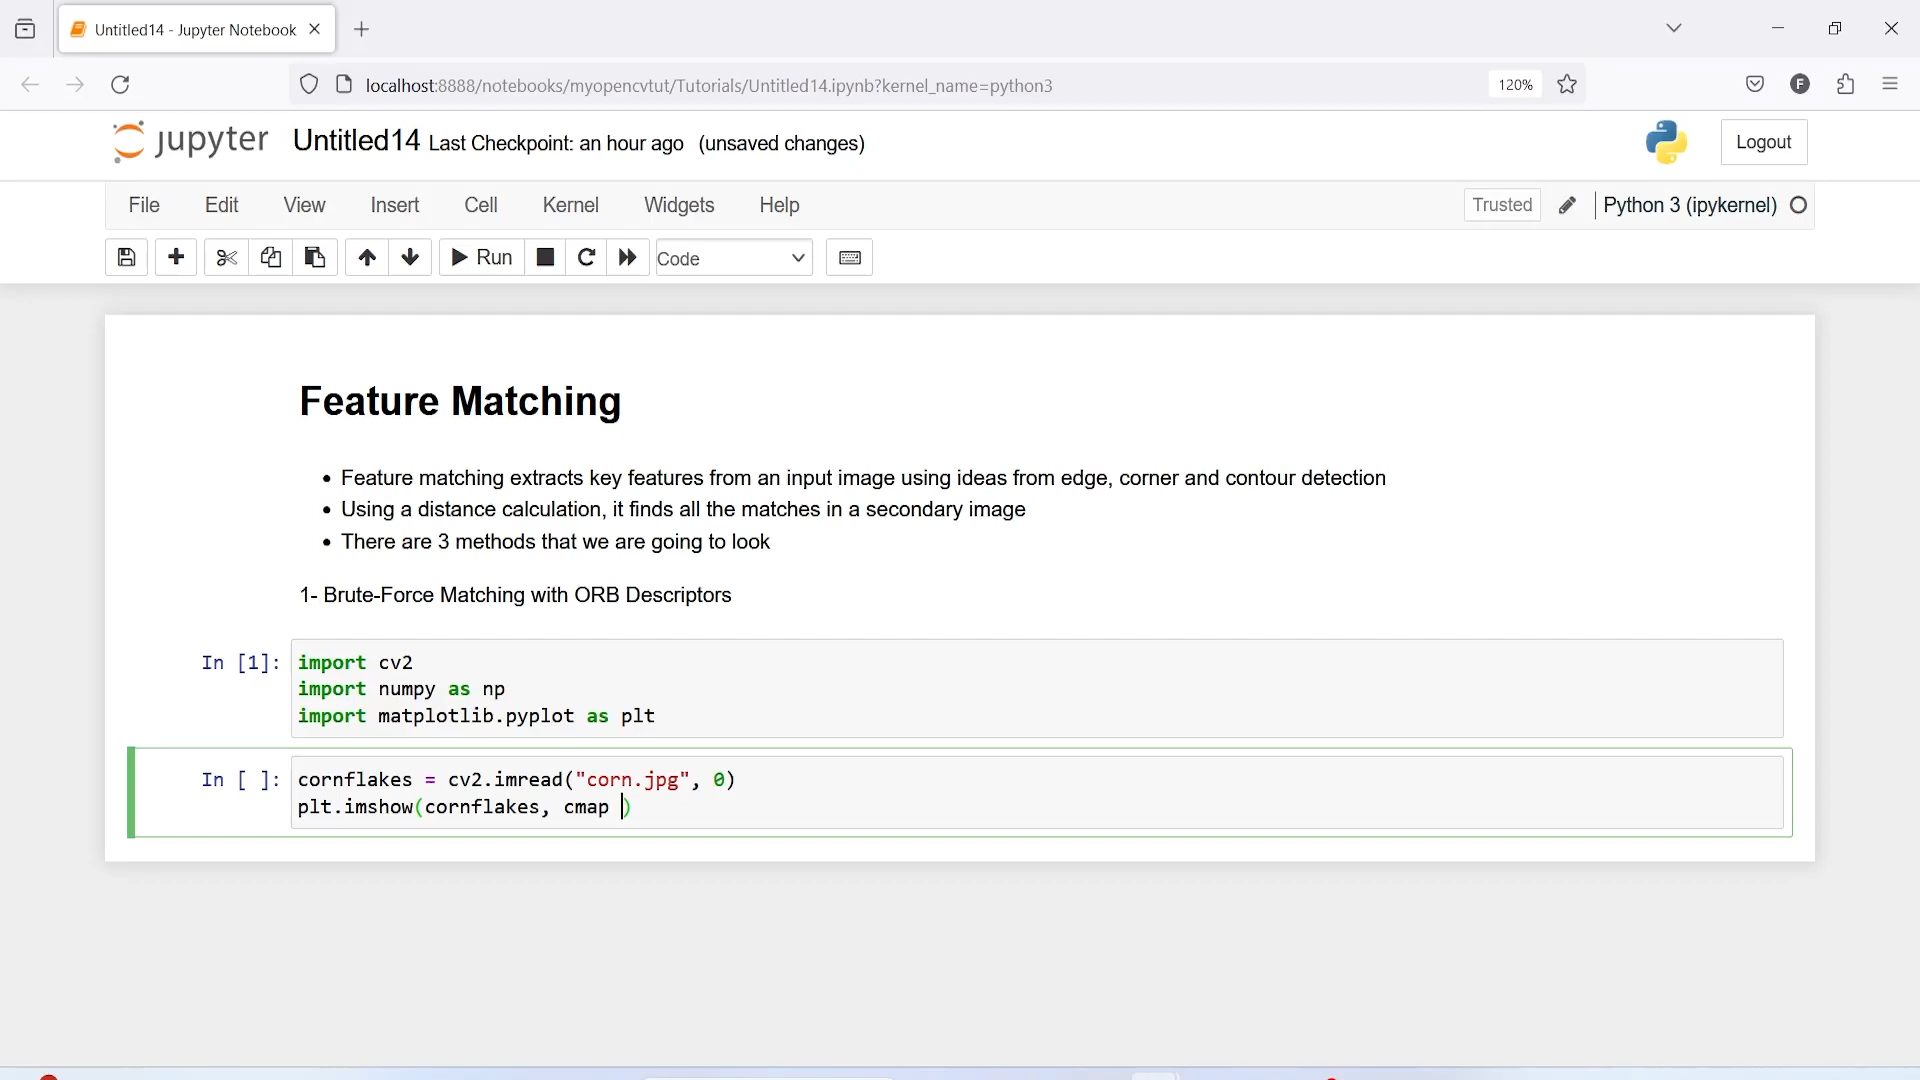 Untitled14 - Jupyter Notebook
localhost:8888/notebooks/myopencvtut/Tutorials/Untitled14.ipynb?kernel_name=python3
120%
F
jupyter Untitled14 Last Checkpoint: an hour ago (unsaved changes)
Logout
File Edit View Insert Cell Kernel Widgets Help
Trusted
Python 3 (ipykernel)
Run
Code
Feature Matching
• Feature matching extracts key features from an input image using ideas from edge, corner and contour detection
• Using a distance calculation, it finds all the matches in a secondary image
• There are 3 methods that we are going to look
1- Brute-Force Matching with ORB Descriptors
In [1]: import cv2
import numpy as np
import matplotlib.pyplot as plt
In [ ]: cornflakes = cv2.imread("corn.jpg", 0)
plt.imshow(cornflakes, cmap )